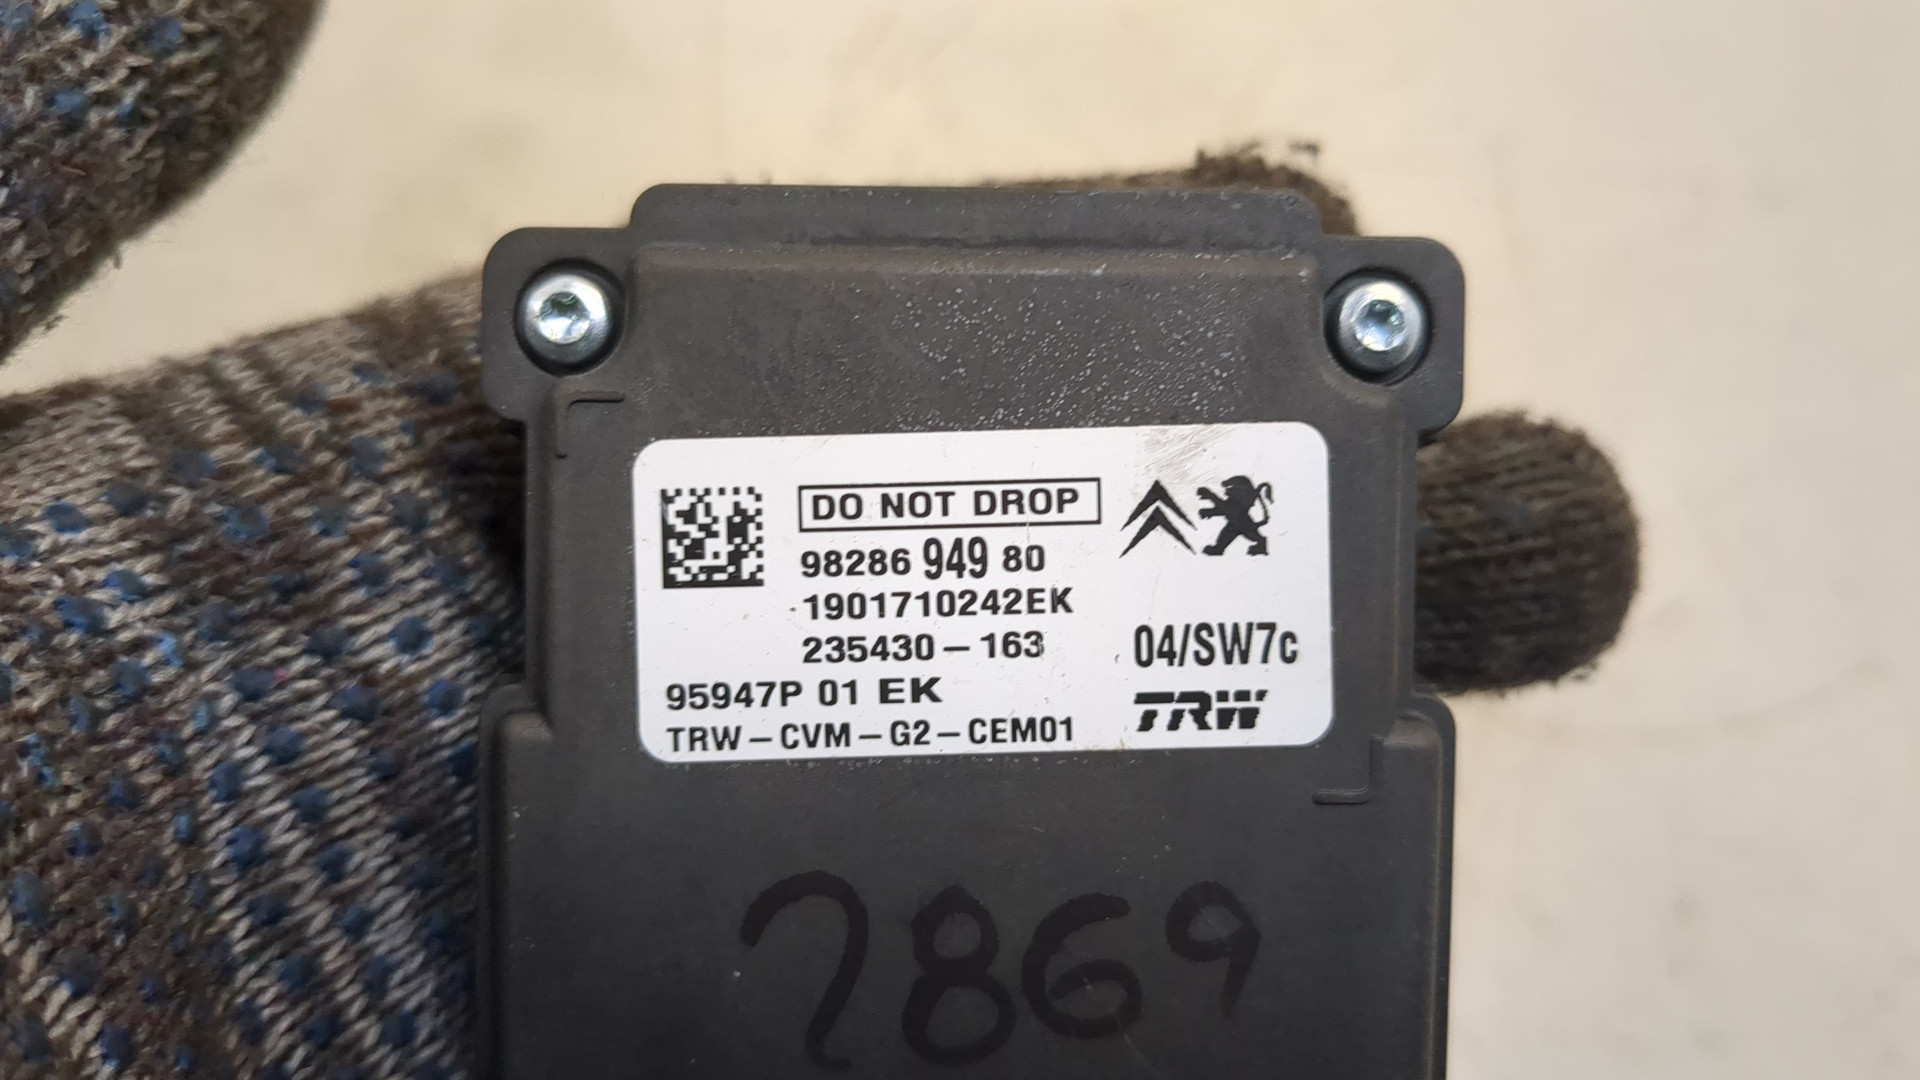 DO NOT DROP
98286 949 80
1901710242EK
235430-163
04/SW7c
95947P 01 EK
TRW
TRW-CVM-G2-CEM01
7869